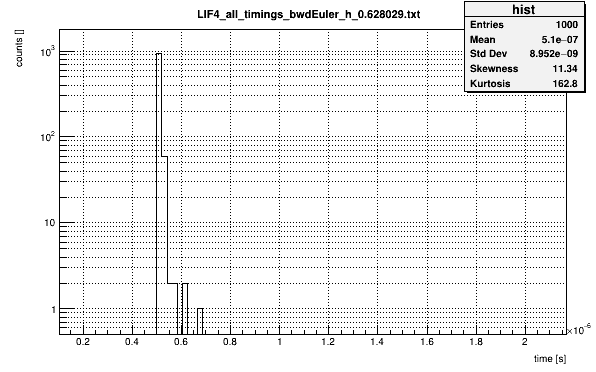 LIF4_all_timings_bwdEuler_h_0.628029.txt
hist
Entries 1000
Mean 5.1e−07
Std Dev 8.952e−09
Skewness 11.34
Kurtosis 162.8
counts []
10³
10²
10
1
0.2 0.4 0.6 0.8 1 1.2 1.4 1.6 1.8 2
×10⁻⁶
time [s]